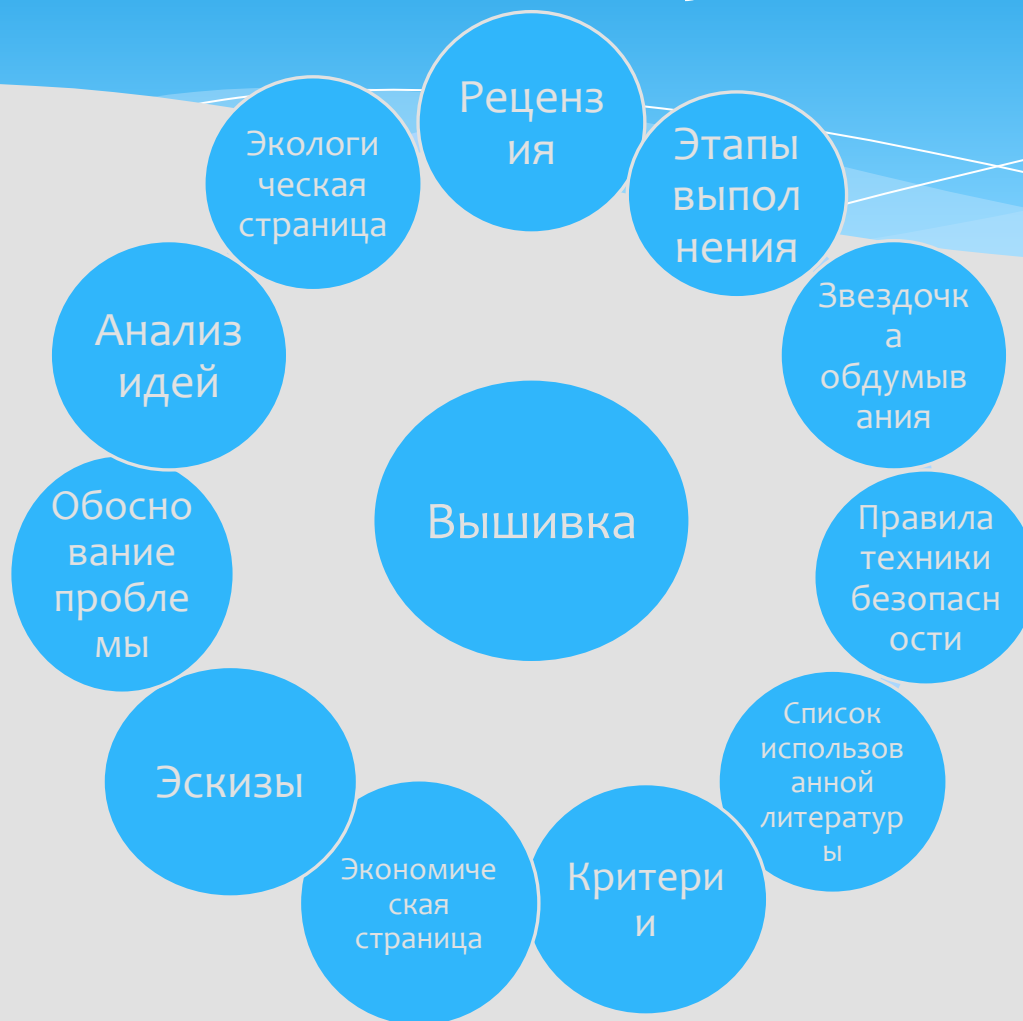 Реценз
ия
Этапы
выпол
нения
Звездочк
а
обдумыв
ания
Правила
техники
безопасн
ости
Список
использов
анной
литератур
ы
Критери
и
Экономиче
ская
страница
Эскизы
Обосно
вание
пробле
мы
Анализ
идей
Экологи
ческая
страница
Вышивка